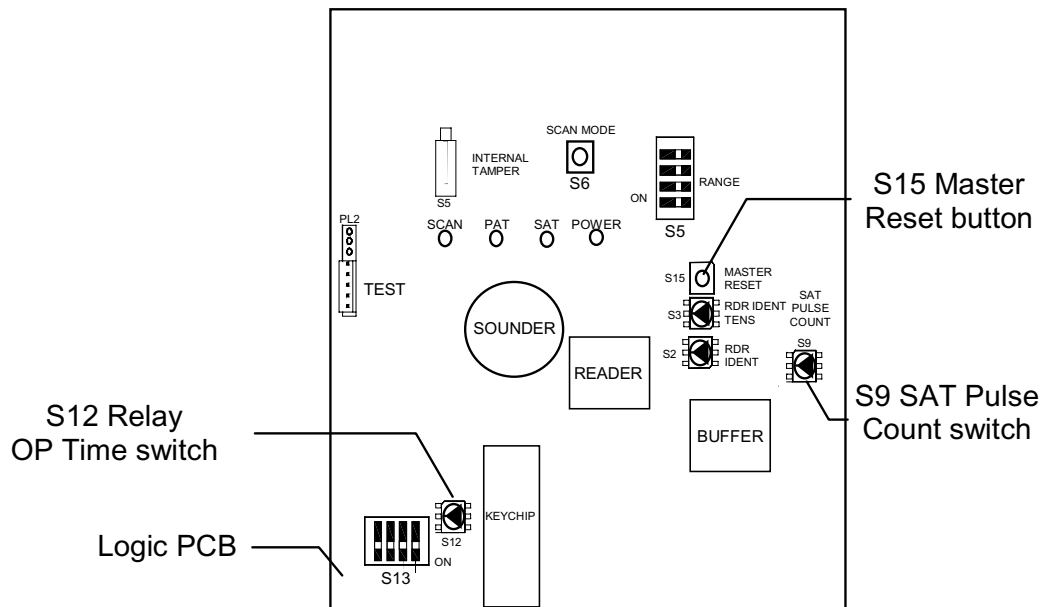 SCAN MODE
S6
INTERNAL
TAMPER
S5
RANGE
ON
S5
S15 Master
Reset button
PL2
SCAN
PAT
SAT
POWER
TEST
S15
MASTER
RESET
S3
RDR IDENT
TENS
SAT
PULSE
COUNT
SOUNDER
S2
RDR
IDENT
S9
READER
S9 SAT Pulse
Count switch
BUFFER
S12 Relay
OP Time switch
KEYCHIP
S12
Logic PCB
ON
S13